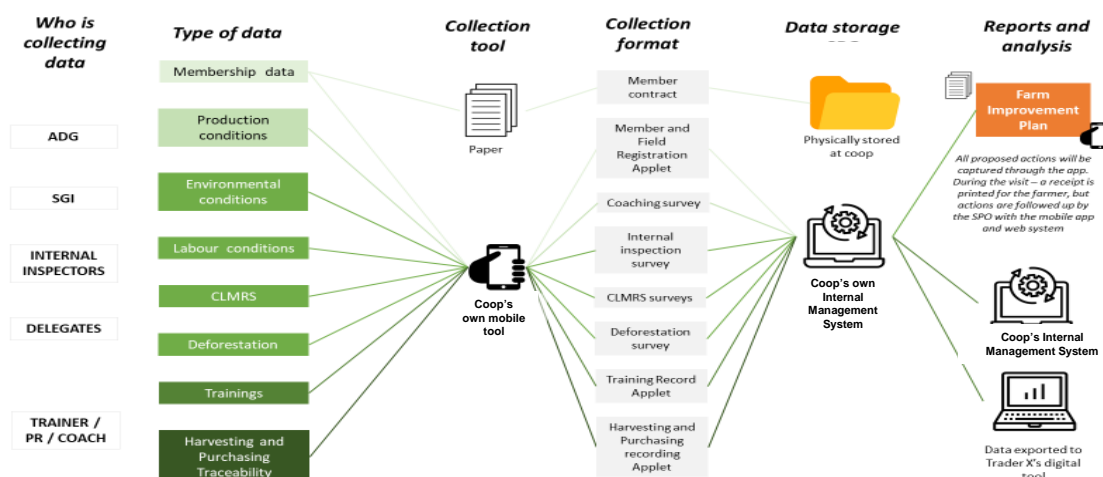 Who is
collecting
data
ADG
SGI
INTERNAL
INSPECTORS
DELEGATES
TRAINER /
PR / COACH
Type of data
Membership data
Production
conditions
Environmental
conditions
Labour conditions
CLMRS
Deforestation
Trainings
Harvesting and
Purchasing
Traceability
Collection
tool
Paper
Coop's
own mobile
tool
Collection
format
Member
contract
Member and
Field
Registration
Applet
Coaching survey
Internal
inspection
survey
CLMRS surveys
Deforestation
survey
Training Record
Applet
Harvesting and
Purchasing
recording
Applet
Data storage
Physically stored
at coop
Coop's own
Internal
Management
System
Reports and
analysis
Farm
Improvement
Plan
All proposed actions will be
captured through the app.
During the visit – a receipt is
printed for the farmer, but
actions are followed up by
the SPO with the mobile app
and web system
Coop's Internal
Management System
Data exported to
Trader X's digital
tool